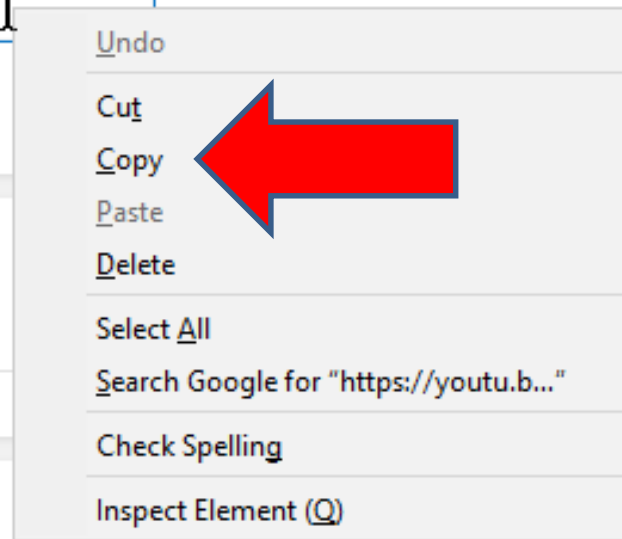 Undo
Cut
Copy
Paste
Delete
Select All
Search Google for “https://youtu.b...”
Check Spelling
Inspect Element (Q)